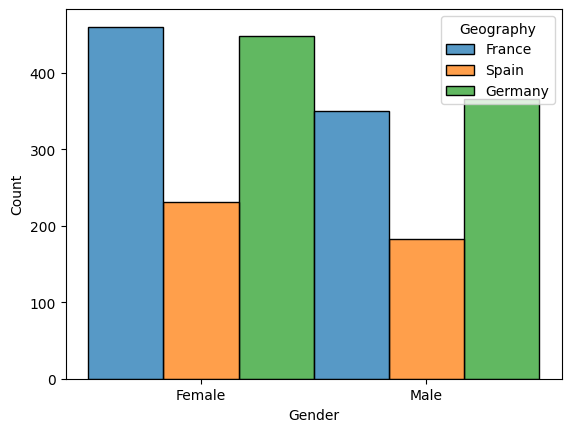 Geography
France
Spain
Germany
400
300
200
100
0
Count
Female
Male
Gender